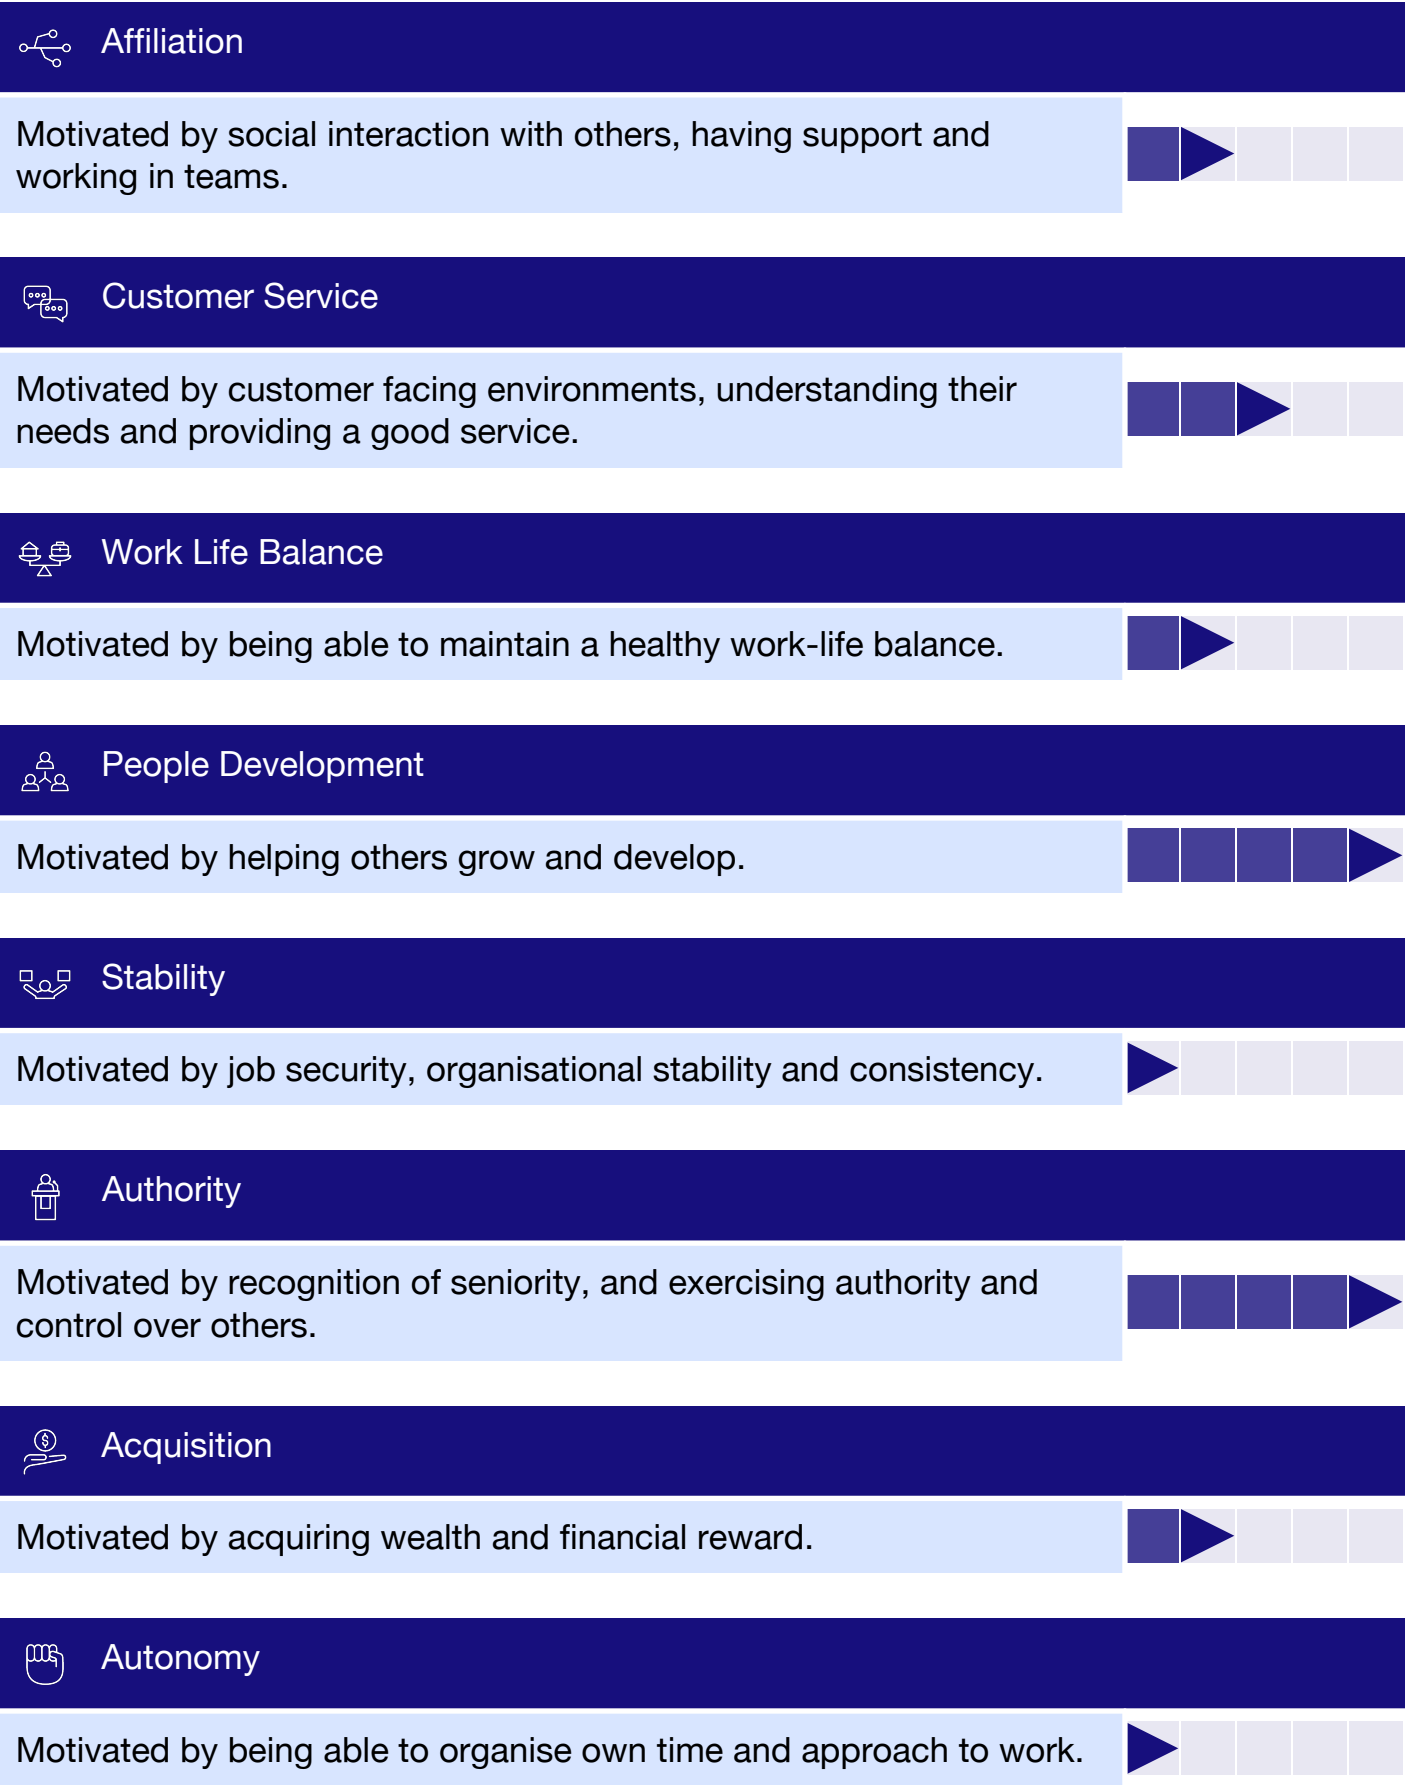 Affiliation
Motivated by social interaction with others, having support and
working in teams.
Customer Service
Motivated by customer facing environments, understanding their
needs and providing a good service.
Work Life Balance
Motivated by being able to maintain a healthy work-life balance.
People Development
Motivated by helping others grow and develop.
Stability
Motivated by job security, organisational stability and consistency.
Authority
Motivated by recognition of seniority, and exercising authority and
control over others.
Acquisition
Motivated by acquiring wealth and financial reward.
Autonomy
Motivated by being able to organise own time and approach to work.